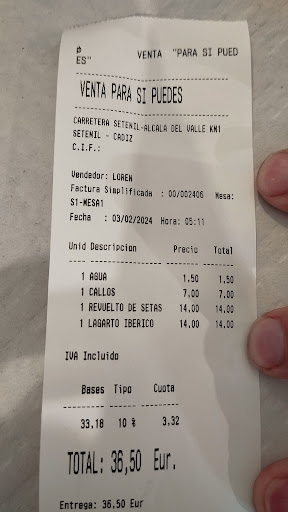 VENTA "PARA SI PUED
ES"
VENTA PARA SI PUEDES
CARRETERA SETENIL-ALCALA DEL VALLE KM1
SETENIL - CADIZ
C.I.F.:
Vendedor: LOREN
Factura Simplificada : 00/002406 Mesa:
S1-MESA1
Fecha : 03/02/2024 Hora: 05:11
Unid Descripcion Precio Total
1 AGUA 1.50 1.50
1 CALLOS 7.00 7.00
1 REVUELTO DE SETAS 14.00 14.00
1 LAGARTO IBERICO 14.00 14.00
IVA Incluido
Bases Tipo Cuota
33,18 10 % 3,32
TOTAL: 36,50 Eur.
Entrega: 36,50 Eur